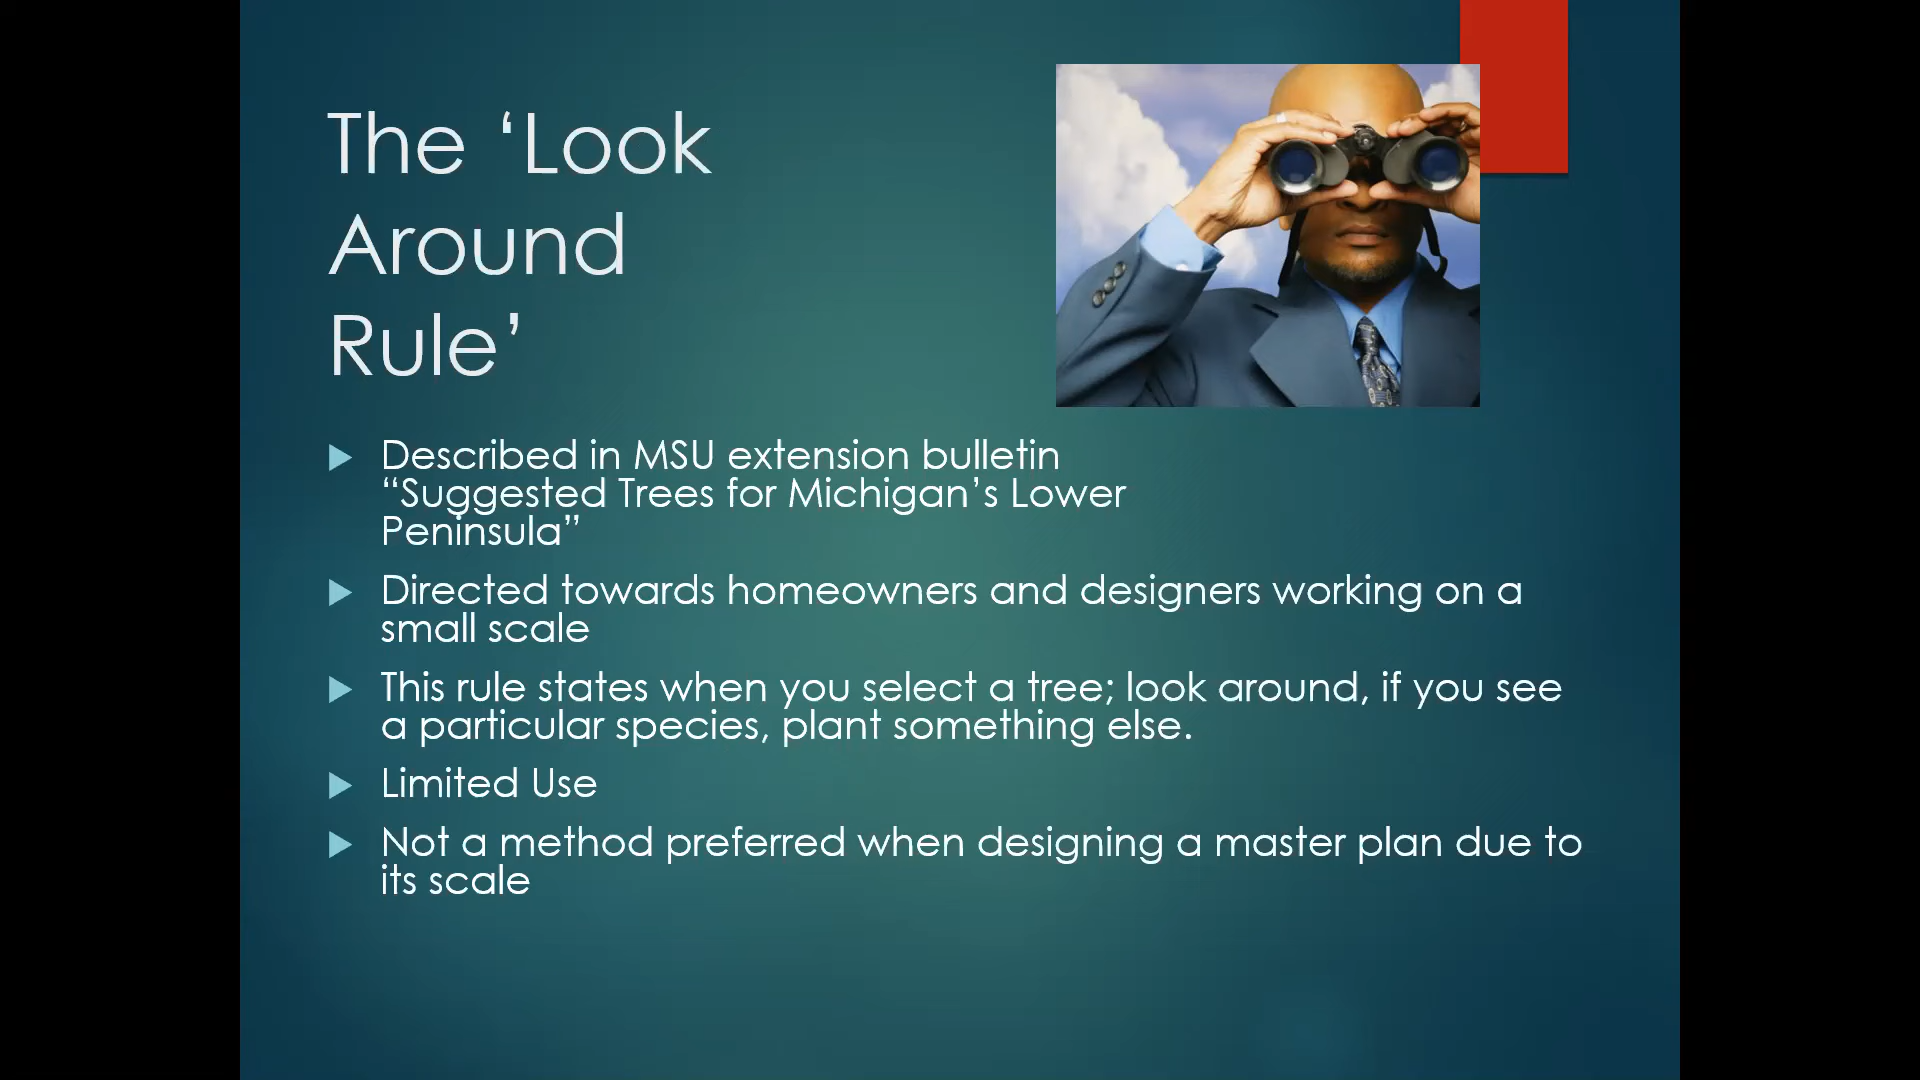 The ‘Look
Around
Rule’
Described in MSU extension bulletin
“Suggested Trees for Michigan’s Lower
Peninsula”
Directed towards homeowners and designers working on a
small scale
This rule states when you select a tree; look around, if you see
a particular species, plant something else.
Limited Use
Not a method preferred when designing a master plan due to
its scale